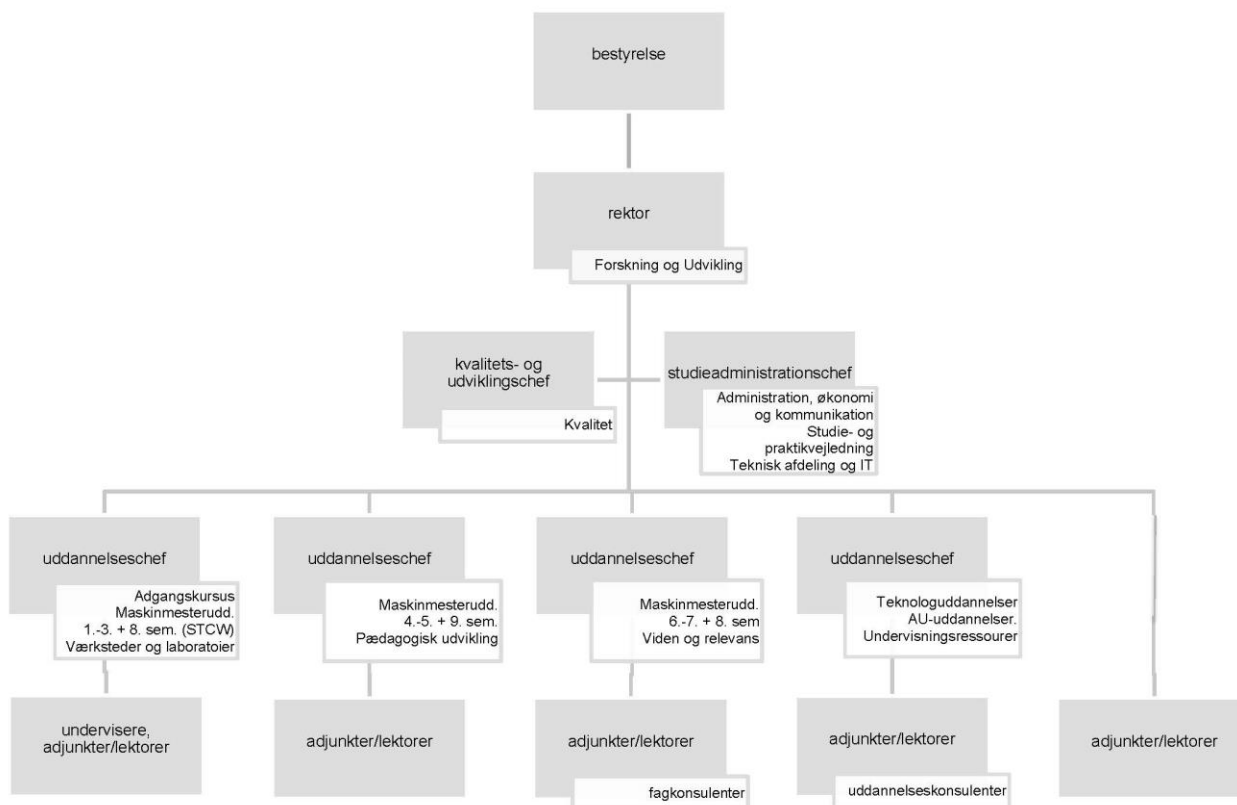 bestyrelse
rektor
Forskning og Udvikling
kvalitets- og
udviklingschef
Kvalitet
studieadministrationschef
Administration, økonomi
og kommunikation
Studie- og
praktikvejledning
Teknisk afdeling og IT
uddannelseschef
Adgangskursus
Maskinmesterudd.
1.-3. + 8. sem. (STCW)
Værksteder og laboratoier
uddannelseschef
Maskinmesterudd.
4.-5. + 9. sem.
Pædagogisk udvikling
uddannelseschef
Maskinmesterudd.
6.-7. + 8. sem
Viden og relevans
uddannelseschef
Teknologuddannelser
AU-uddannelser.
Undervisningsressourer
undervisere,
adjunkter/lektorer
adjunkter/lektorer
adjunkter/lektorer
fagkonsulenter
adjunkter/lektorer
uddannelseskonsulenter
adjunkter/lektorer